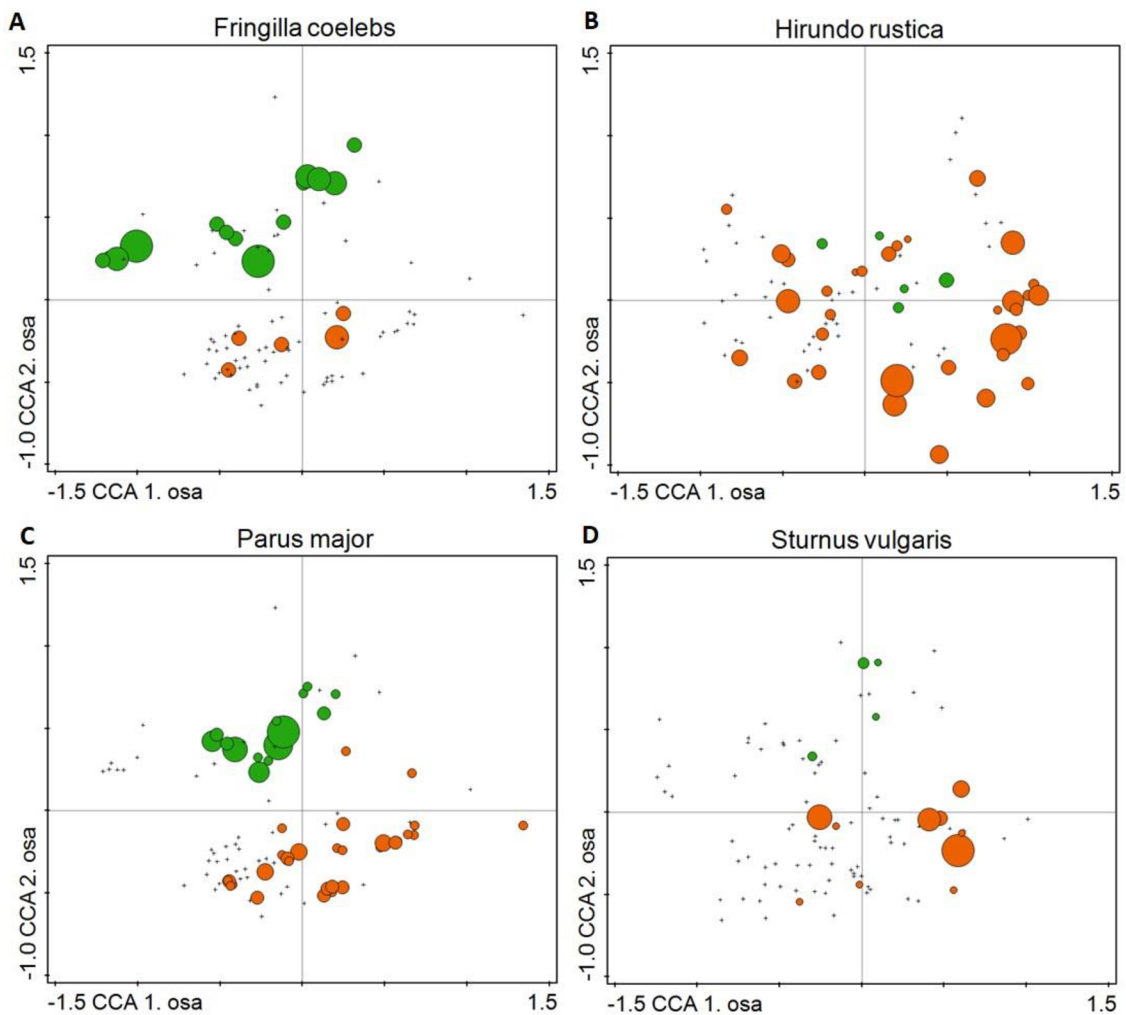 A
Fringilla coelebs
1.5
-1.0 CCA 2. osa
-1.5 CCA 1. osa
1.5
B
Hirundo rustica
1.5
-1.0 CCA 2. osa
-1.5 CCA 1. osa
1.5
C
Parus major
1.5
-1.0 CCA 2. osa
-1.5 CCA 1. osa
1.5
D
Sturnus vulgaris
1.5
-1.0 CCA 2. osa
-1.5 CCA 1. osa
1.5